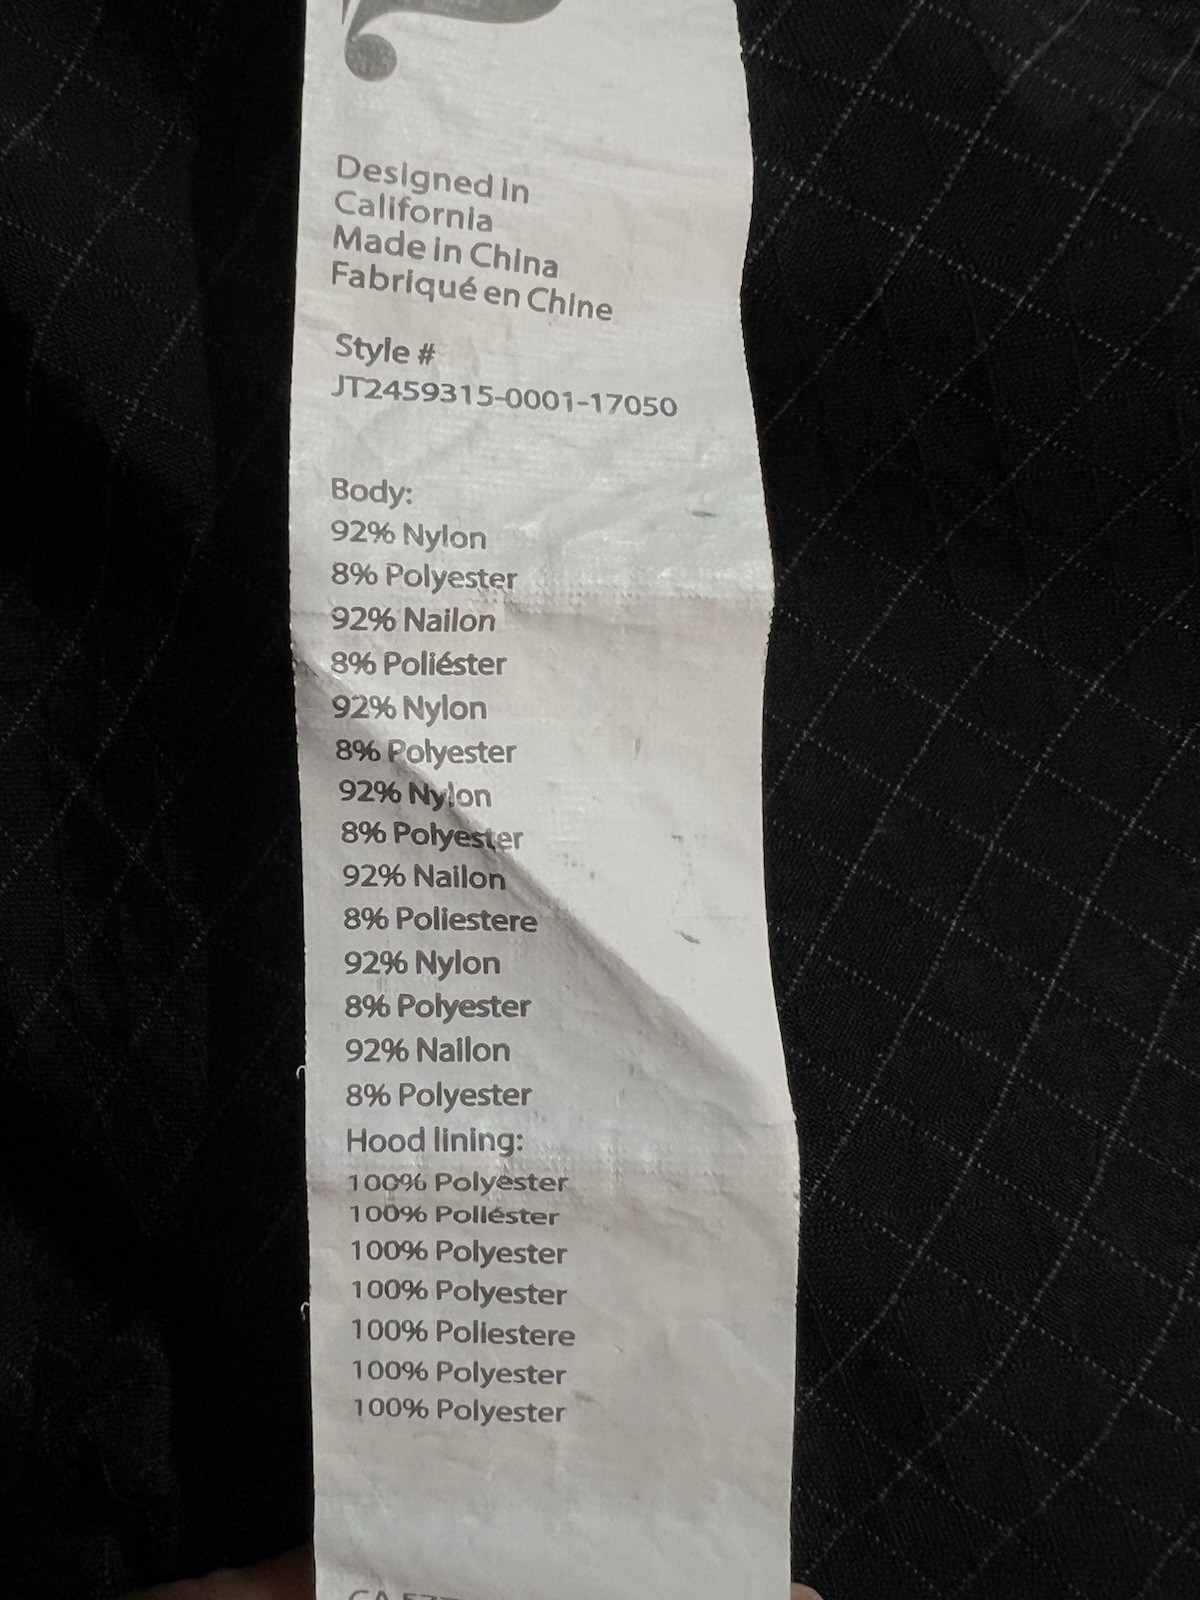 Designed in
California
Made in China
Fabriqué en Chine
Style #
JT2459315-0001-17050
Body:
92% Nylon
8% Polyester
92% Nailon
8% Poliéster
92% Nylon
8% Polyester
92% Nylon
8% Polyester
92% Nailon
8% Poliestere
92% Nylon
8% Polyester
92% Nailon
8% Polyester
Hood lining:
100% Polyester
100% Poliéster
100% Polyester
100% Polyester
100% Poliestere
100% Polyester
100% Polyester